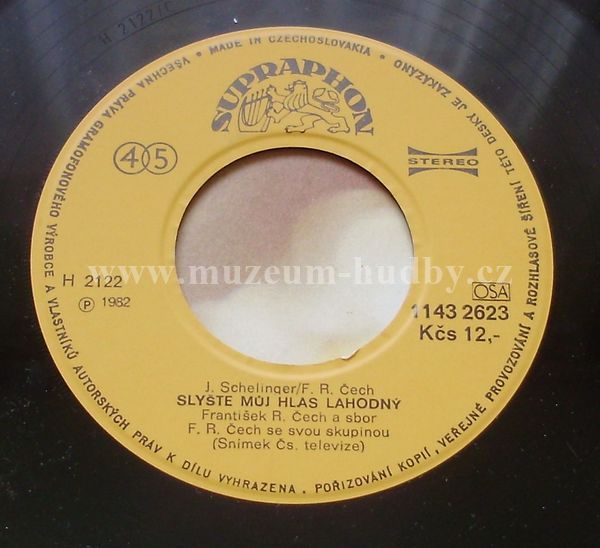 H 2122/C
VŠECHNA PRÁVA GRAMOFONOVÉHO VÝROBCE A VLASTNÍKŮ AUTORSKÝCH PRÁV K DÍLU VYHRAZENA. POŘIZOVÁNÍ KOPIÍ, VEŘEJNÉ PROVOZOVÁNÍ A ROZHLASOVÉ ŠÍŘENÍ TÉTO DESKY JE ZAKÁZÁNO • MADE IN CZECHOSLOVAKIA •
SUPRAPHON
45
STEREO
www.muzeum-hudby.cz
H 2122
℗ 1982
OSA
1143 2623
Kčs 12,-
J. Schelinger/F. R. Čech
SLYŠTE MŮJ HLAS LAHODNÝ
František R. Čech a sbor
F. R. Čech se svou skupinou
(Snímek Čs. televize)